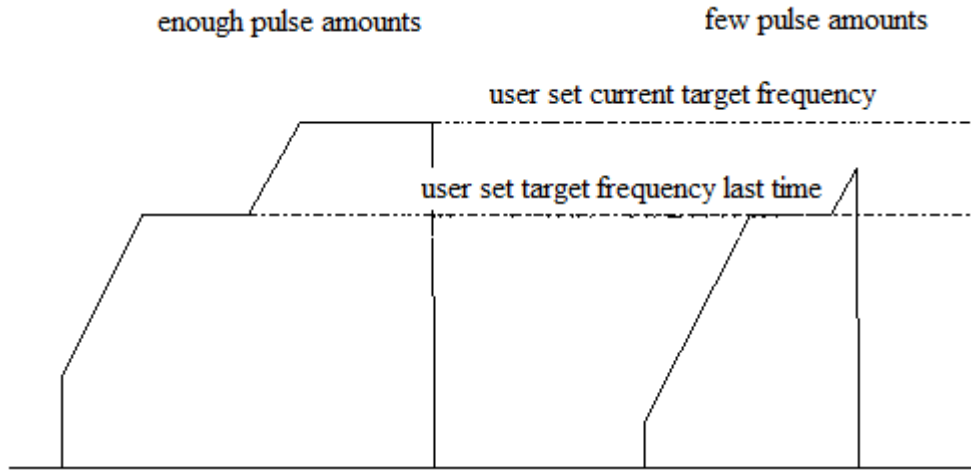 enough pulse amounts
few pulse amounts
user set current target frequency
user set target frequency last time